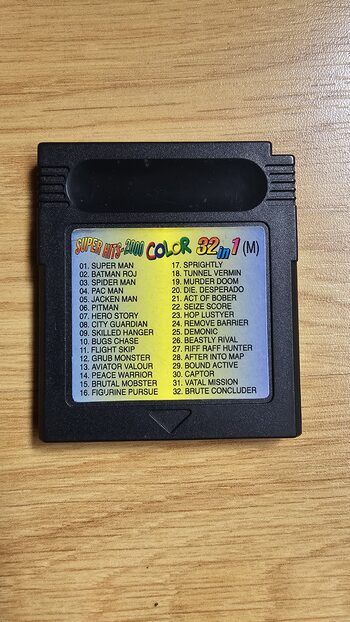 SUPER HITS-2000 COLOR 32in1 (M)
01. SUPER MAN
02. BATMAN ROJ
03. SPIDER MAN
04. PAC MAN
05. JACKEN MAN
06. PITMAN
07. HERO STORY
08. CITY GUARDIAN
09. SKILLED HANGER
10. BUGS CHASE
11. FLIGHT SKIP
12. GRUB MONSTER
13. AVIATOR VALOUR
14. PEACE WARRIOR
15. BRUTAL MOBSTER
16. FIGURINE PURSUE
17. SPRIGHTLY
18. TUNNEL VERMIN
19. MURDER DOOM
20. DIE. DESPERADO
21. ACT OF BOBER
22. SEIZE SCORE
23. HOP LUSTYER
24. REMOVE BARRIER
25. DEMONIC
26. BEASTLY RIVAL
27. RIFF RAFF HUNTER
28. AFTER INTO MAP
29. BOUND ACTIVE
30. CAPTOR
31. VATAL MISSION
32. BRUTE CONCLUDER